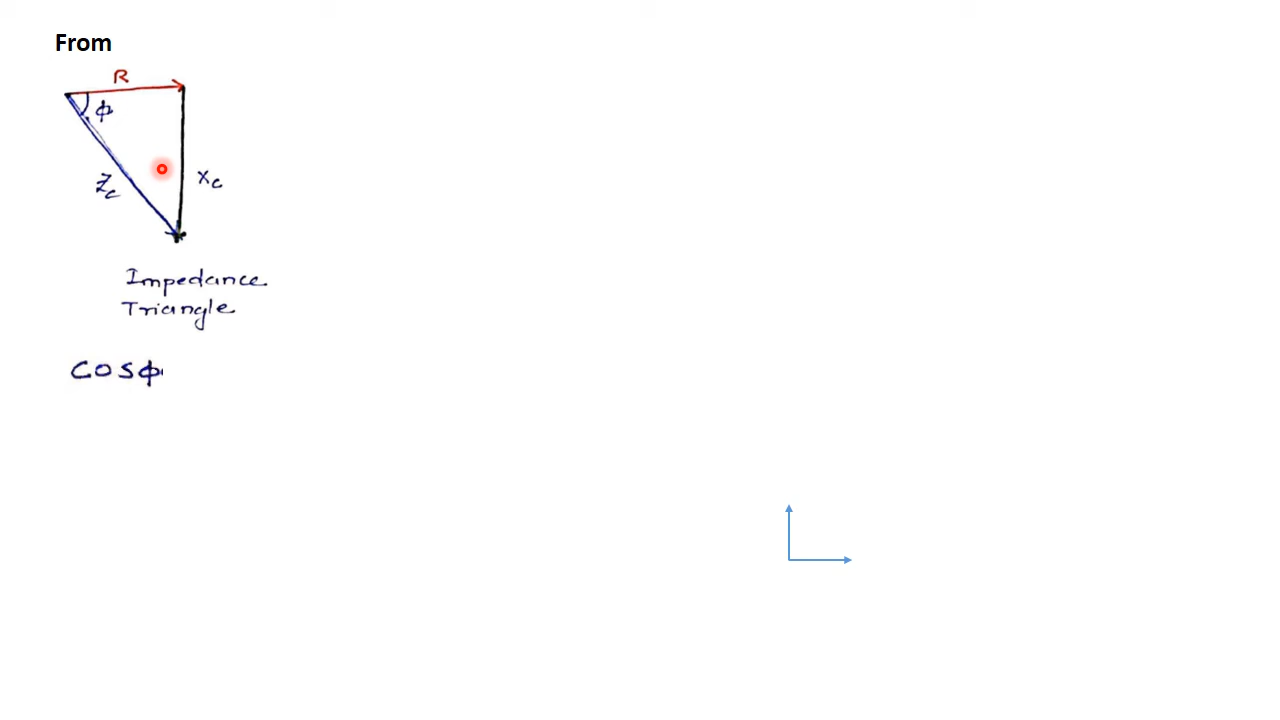 From
R
φ
Zc
Xc
Impedance
Triangle
cosφ